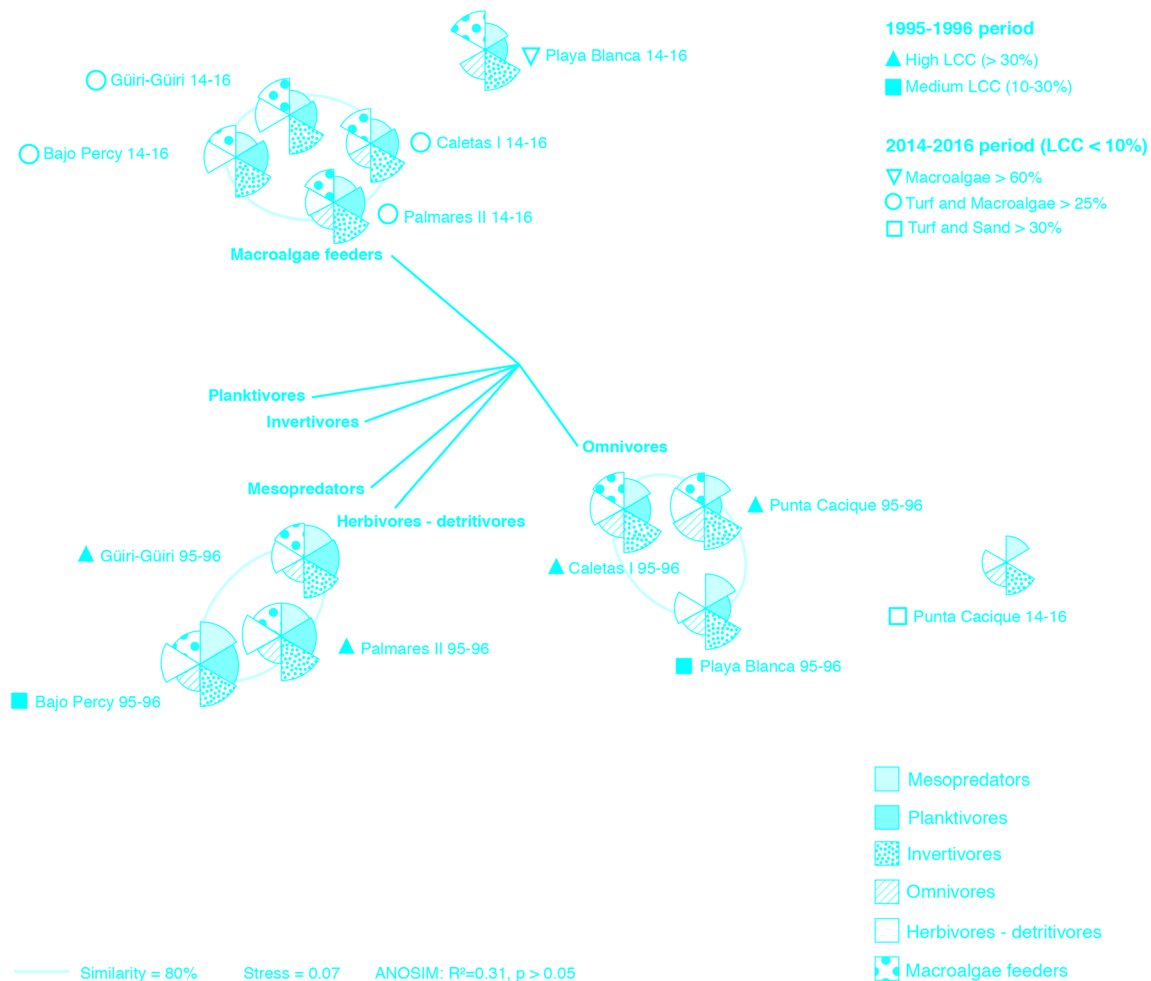 1995-1996 period
High LCC (> 30%)
Medium LCC (10-30%)
2014-2016 period (LCC < 10%)
Macroalgae > 60%
Turf and Macroalgae > 25%
Turf and Sand > 30%
Playa Blanca 14-16
Güiri-Güiri 14-16
Caletas I 14-16
Bajo Percy 14-16
Palmares II 14-16
Macroalgae feeders
Planktivores
Invertivores
Omnivores
Mesopredators
Herbivores - detritivores
Punta Cacique 95-96
Güiri-Güiri 95-96
Caletas I 95-96
Punta Cacique 14-16
Palmares II 95-96
Playa Blanca 95-96
Bajo Percy 95-96
Mesopredators
Planktivores
Invertivores
Omnivores
Herbivores - detritivores
Macroalgae feeders
Similarity = 80%
Stress = 0.07
ANOSIM: R²=0.31, p > 0.05